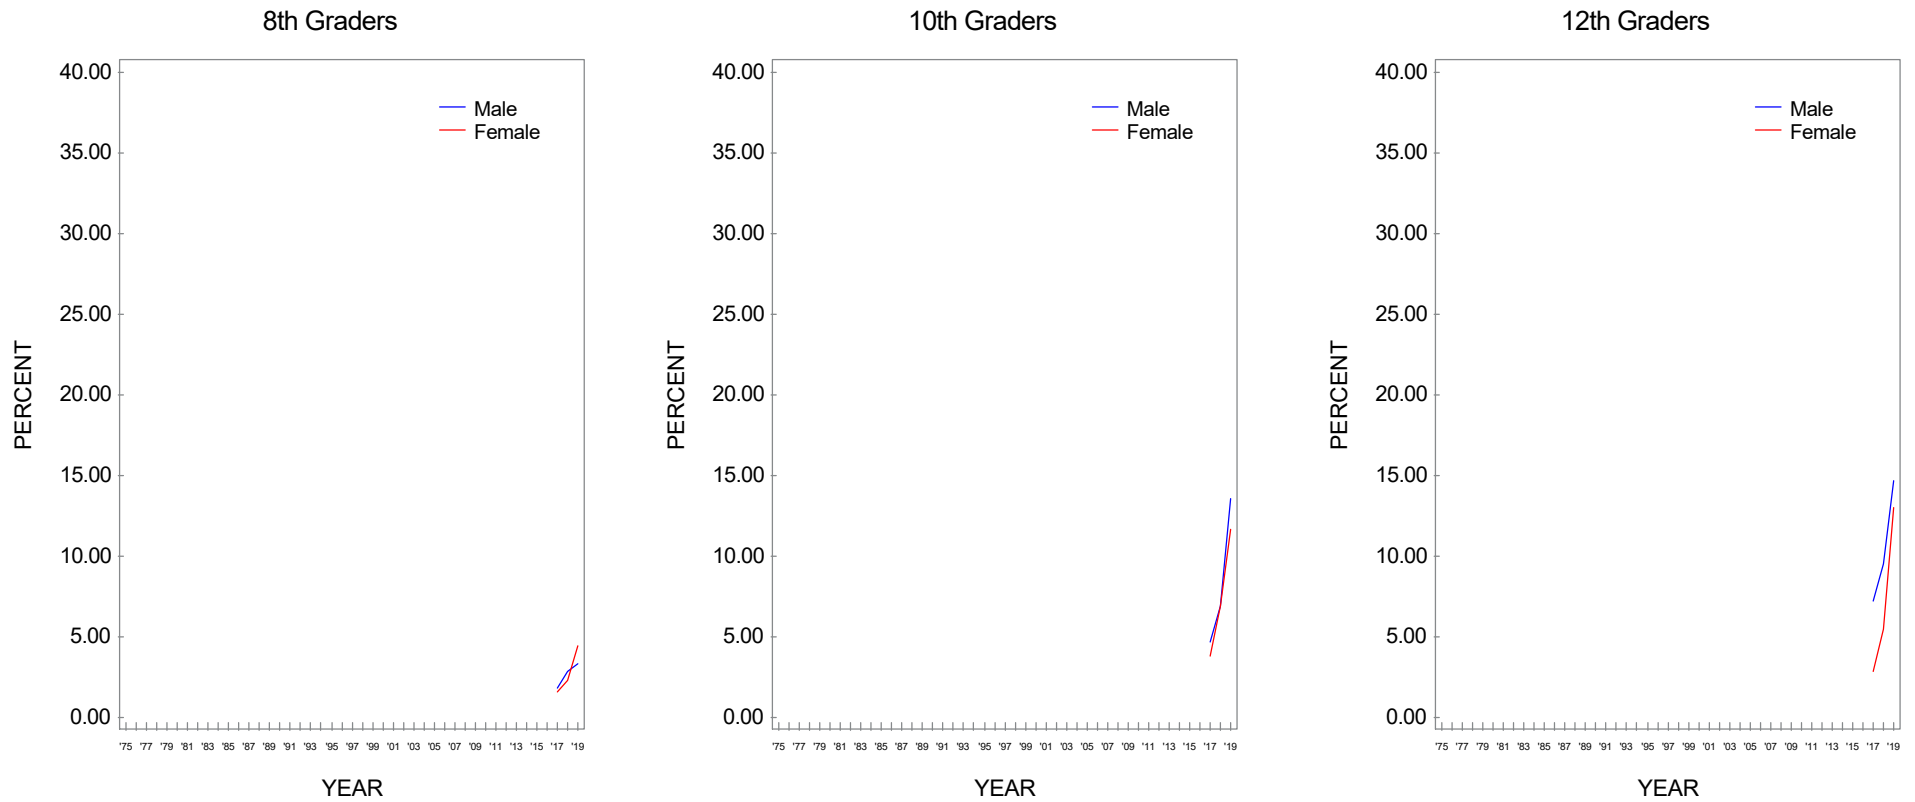 8th Graders
40.00
35.00
30.00
25.00
20.00
15.00
10.00
5.00
0.00
PERCENT
Male
Female
'75 '77 '79 '81 '83 '85 '87 '89 '91 '93 '95 '97 '99 '01 '03 '05 '07 '09 '11 '13 '15 '17 '19
YEAR
10th Graders
40.00
35.00
30.00
25.00
20.00
15.00
10.00
5.00
0.00
PERCENT
Male
Female
'75 '77 '79 '81 '83 '85 '87 '89 '91 '93 '95 '97 '99 '01 '03 '05 '07 '09 '11 '13 '15 '17 '19
YEAR
12th Graders
40.00
35.00
30.00
25.00
20.00
15.00
10.00
5.00
0.00
PERCENT
Male
Female
'75 '77 '79 '81 '83 '85 '87 '89 '91 '93 '95 '97 '99 '01 '03 '05 '07 '09 '11 '13 '15 '17 '19
YEAR